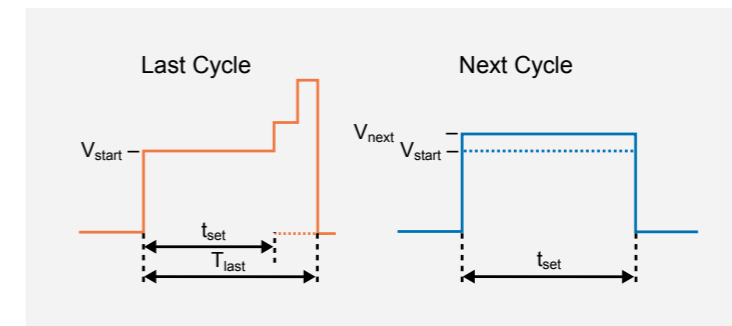 Last Cycle
Next Cycle
Vstart
Vnext
Vstart
tset
Tlast
tset